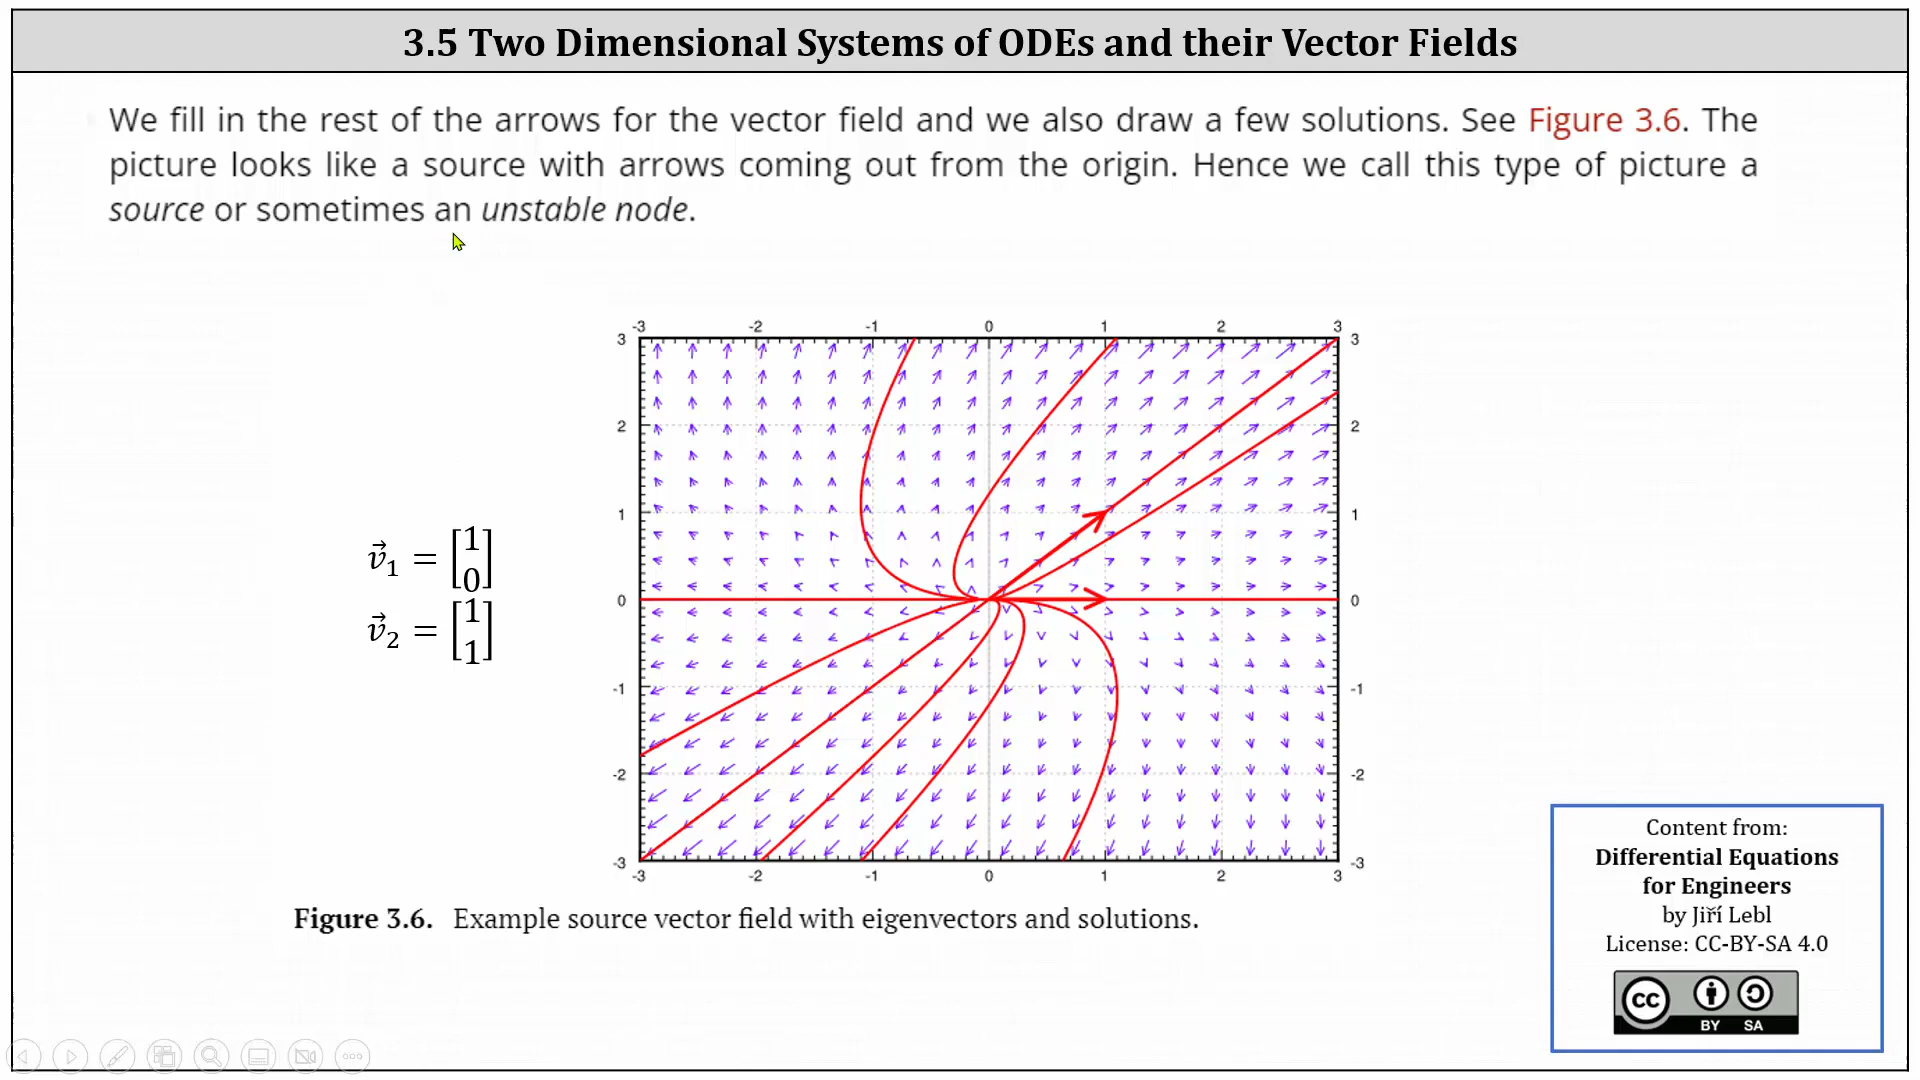 3.5 Two Dimensional Systems of ODEs and their Vector Fields
We fill in the rest of the arrows for the vector field and we also draw a few solutions. See Figure 3.6. The
picture looks like a source with arrows coming out from the origin. Hence we call this type of picture a
source or sometimes an unstable node.
-3 -2 -1 0 1 2 3
3 3
2 2
1 1
0 0
-1 -1
-2 -2
-3 -3
-3 -2 -1 0 1 2 3
v⃗₁ = [1
0]
v⃗₂ = [1
1]
Figure 3.6. Example source vector field with eigenvectors and solutions.
Content from:
Differential Equations
for Engineers
by Jiří Lebl
License: CC-BY-SA 4.0
CC
BY SA